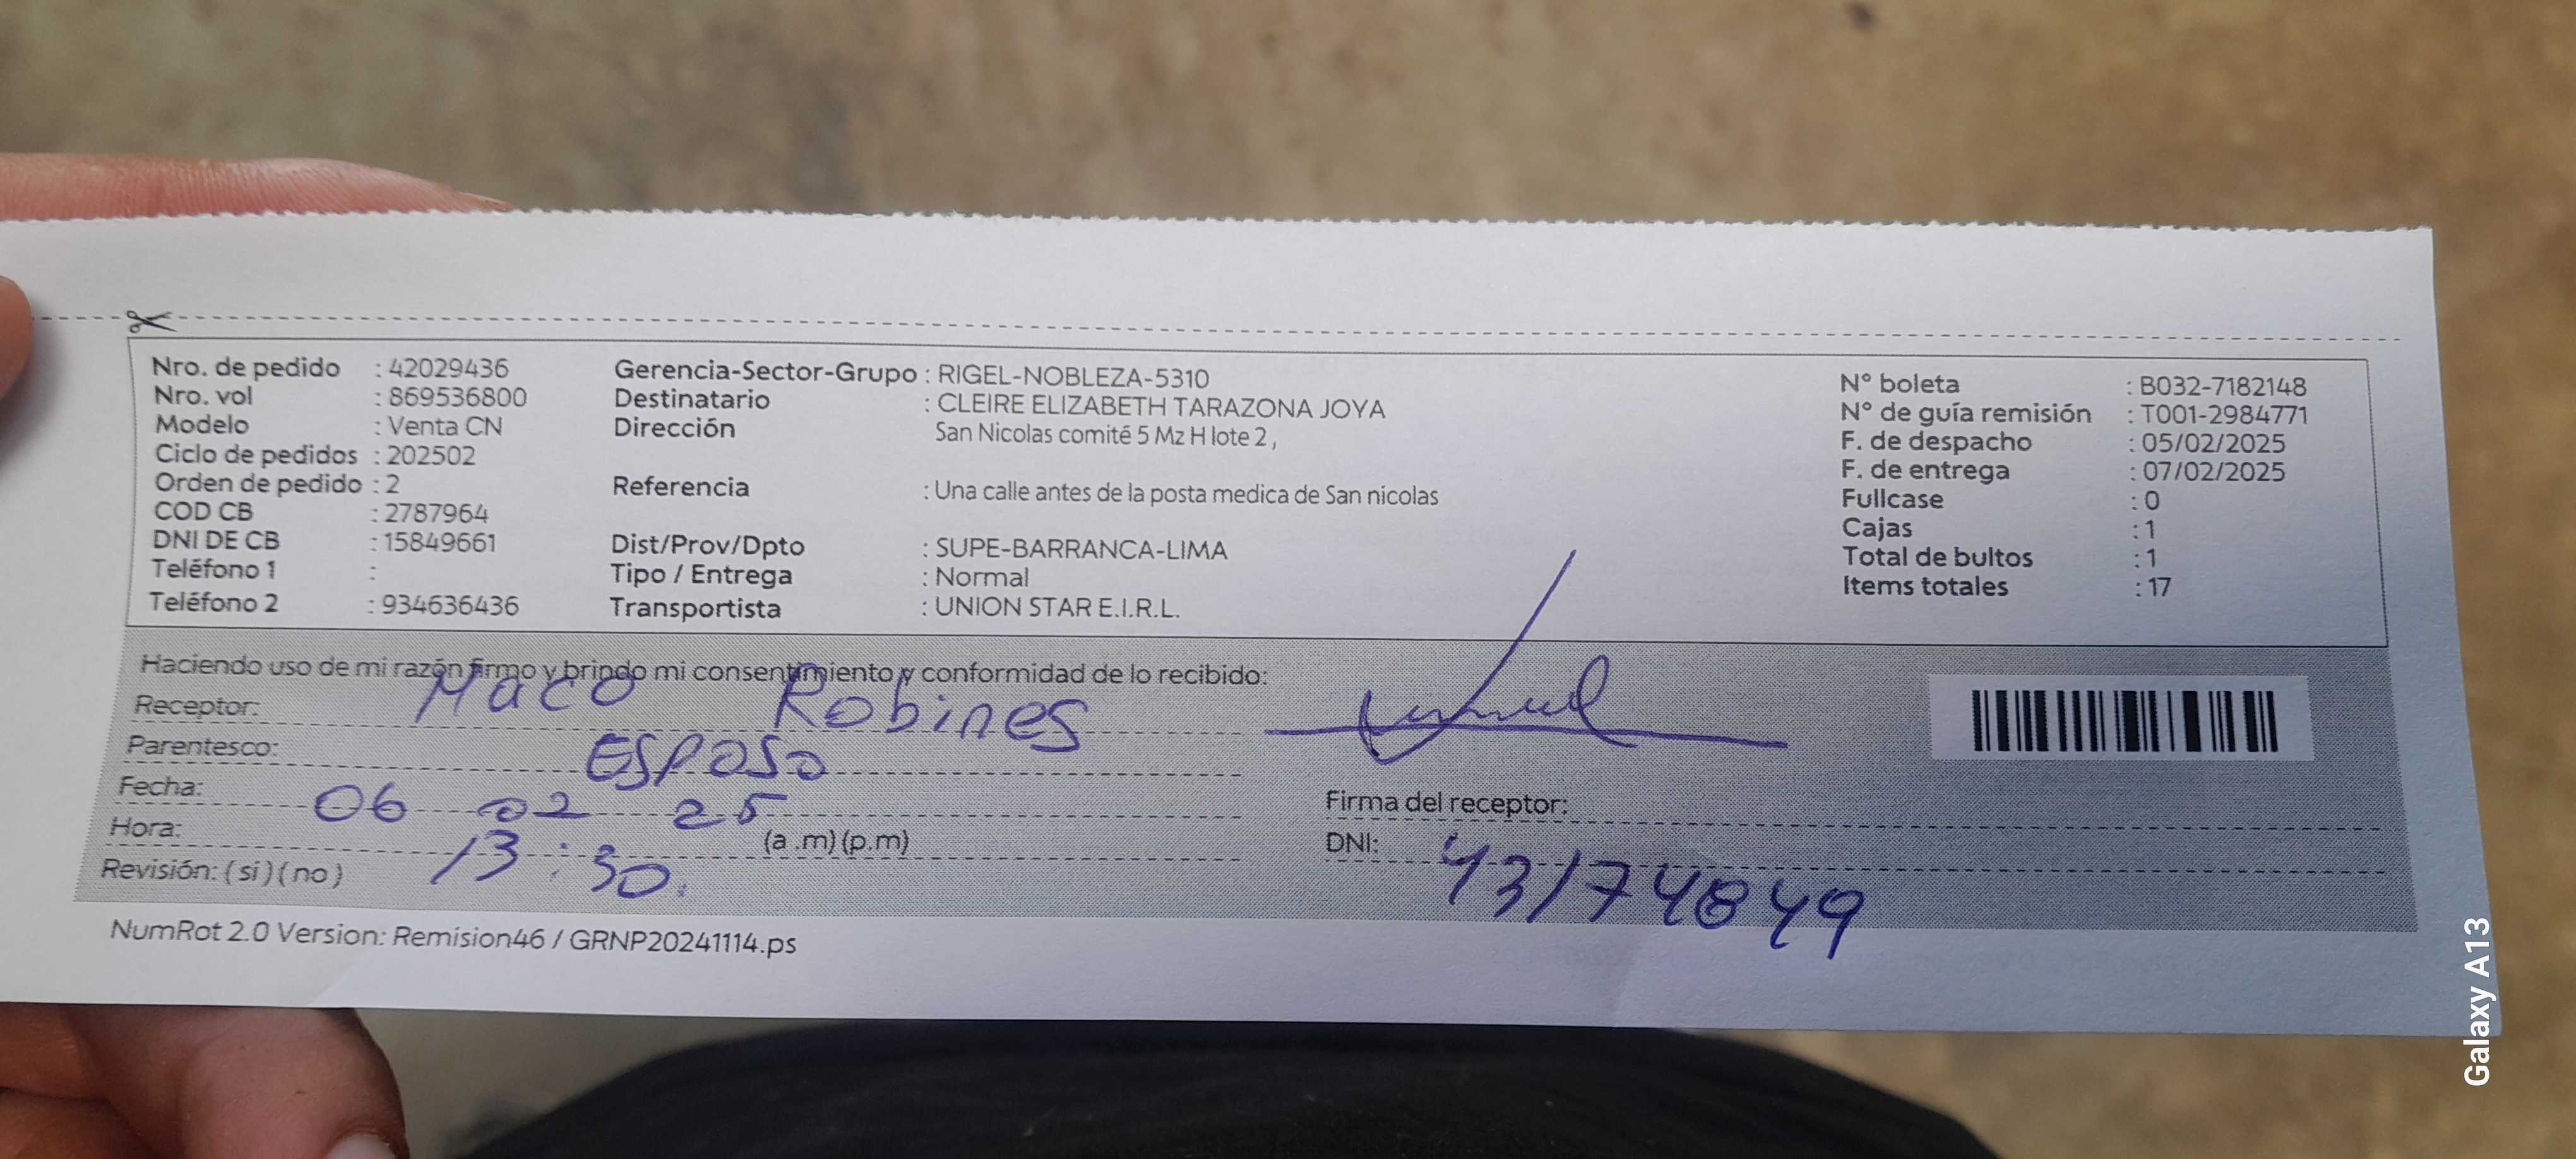 Nro. de pedido : 42029436 Gerencia-Sector-Grupo : RIGEL-NOBLEZA-5310 N° boleta : B032-7182148
Nro. vol : 869536800 Destinatario : CLEIRE ELIZABETH TARAZONA JOYA N° de guía remisión : T001-2984771
Modelo : Venta CN Dirección San Nicolas comité 5 Mz H lote 2 , F. de despacho : 05/02/2025
Ciclo de pedidos : 202502 F. de entrega : 07/02/2025
Orden de pedido : 2 Referencia : Una calle antes de la posta medica de San nicolas Fullcase : 0
COD CB : 2787964 Cajas : 1
DNI DE CB : 15849661 Dist/Prov/Dpto : SUPE-BARRANCA-LIMA Total de bultos : 1
Teléfono 1 : Tipo / Entrega : Normal Items totales : 17
Teléfono 2 : 934636436 Transportista : UNION STAR E.I.R.L.
Haciendo uso de mi razón firmo y brindo mi consentimiento y conformidad de lo recibido:
Receptor: Maco Robines
Parentesco: ESPOSO
Fecha: 06 02 25 Firma del receptor:
Hora: 13:30 (a .m) (p.m) DNI: 43174849
Revisión: ( si ) ( no )
NumRot 2.0 Version: Remision46 / GRNP20241114.ps
Galaxy A13